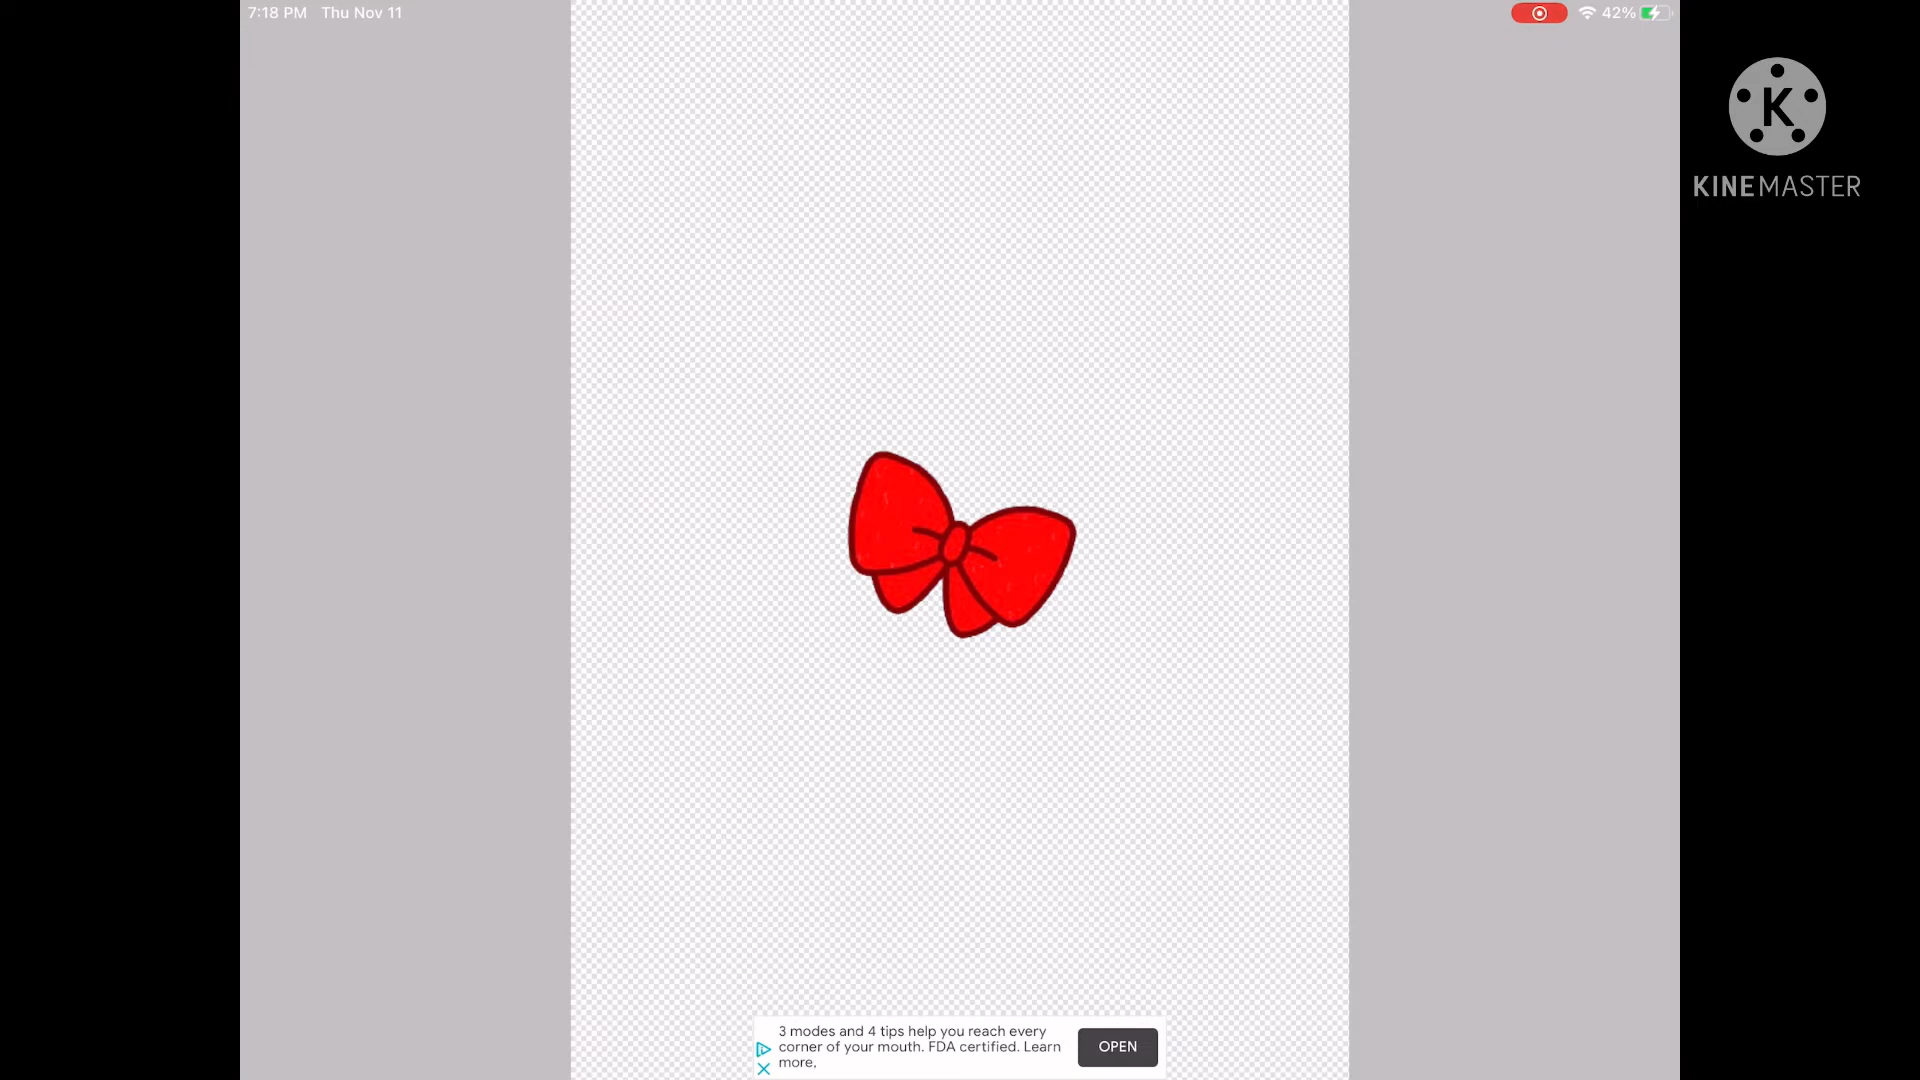 7:18 PM Thu Nov 11
42%
K
KINEMASTER
3 modes and 4 tips help you reach every
corner of your mouth. FDA certified. Learn
more,
OPEN